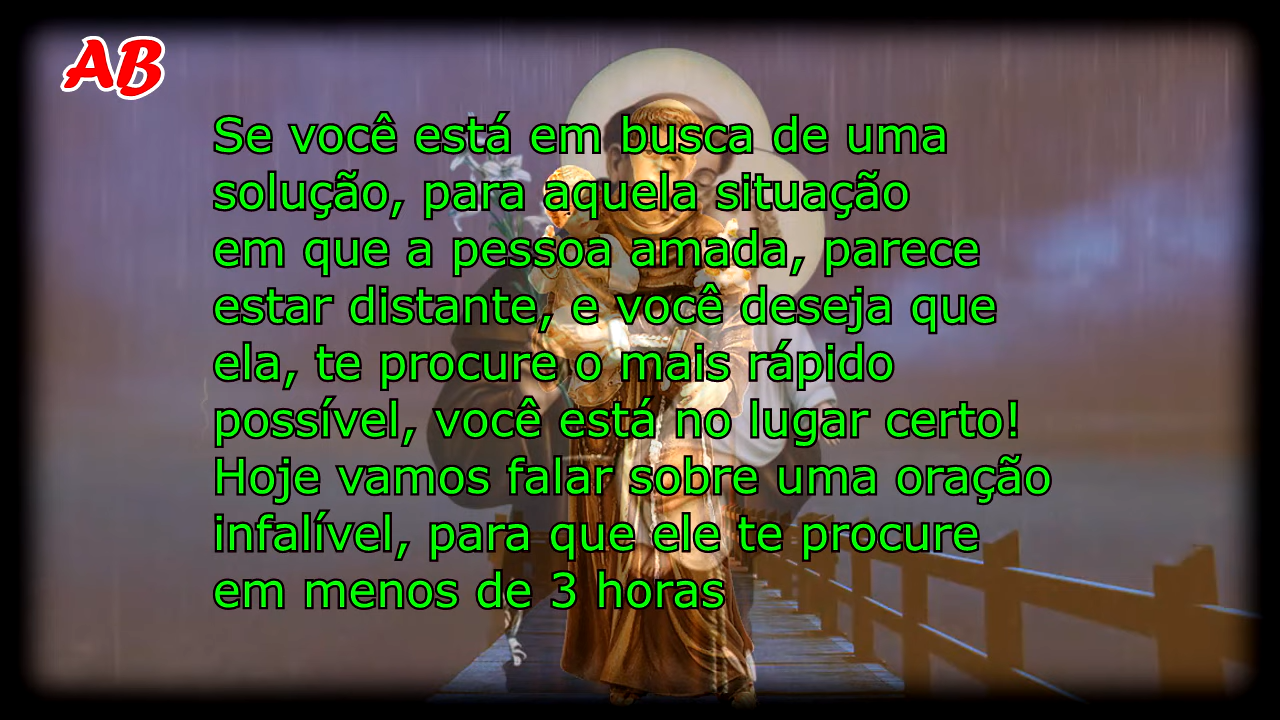 AB
Se você está em busca de uma
solução, para aquela situação
em que a pessoa amada, parece
estar distante, e você deseja que
ela, te procure o mais rápido
possível, você está no lugar certo!
Hoje vamos falar sobre uma oração
infalível, para que ele te procure
em menos de 3 horas